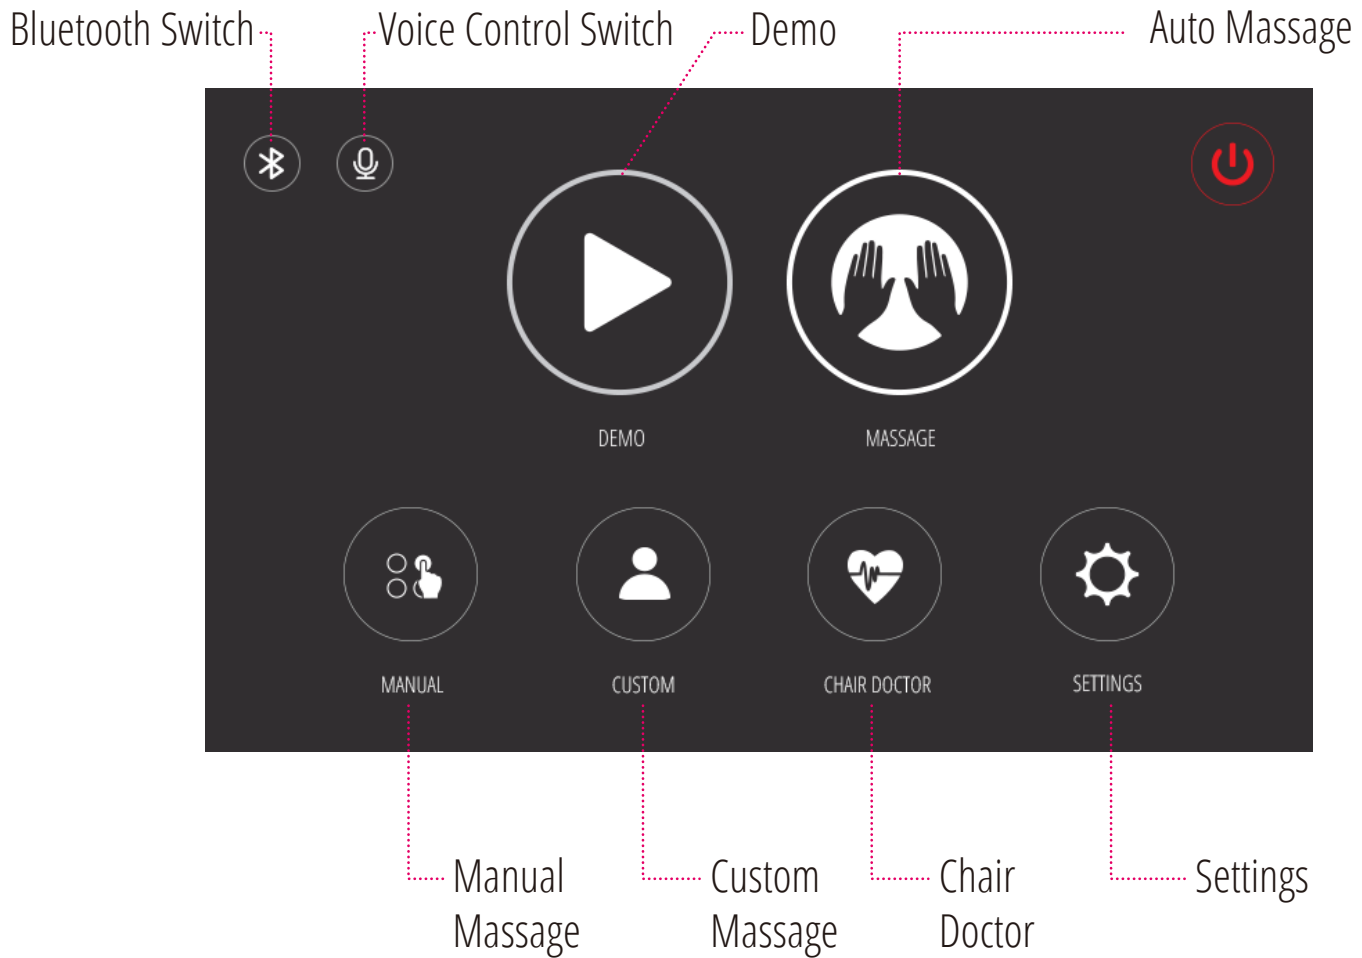 Bluetooth Switch
Voice Control Switch
Demo
Auto Massage
DEMO
MASSAGE
MANUAL
CUSTOM
CHAIR DOCTOR
SETTINGS
Manual
Massage
Custom
Massage
Chair
Doctor
Settings